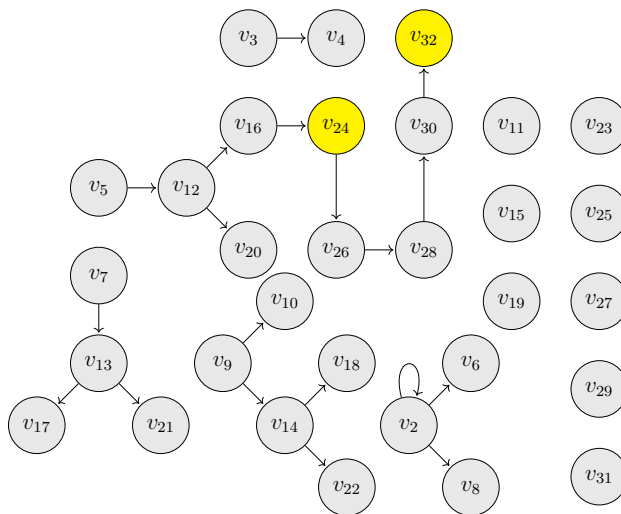 v₃ v₄ v₃₂
v₁₆ v₂₄ v₃₀ v₁₁ v₂₃
v₅ v₁₂
v₁₅ v₂₅
v₂₀ v₂₆ v₂₈
v₇
v₁₀ v₁₉ v₂₇
v₁₃ v₉ v₁₈ v₆
v₂₉
v₁₇ v₂₁ v₁₄ v₂
v₂₂ v₈ v₃₁